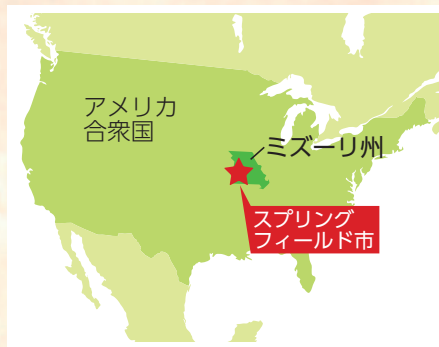 アメリカ
合衆国
ミズーリ州
スプリング
フィールド市